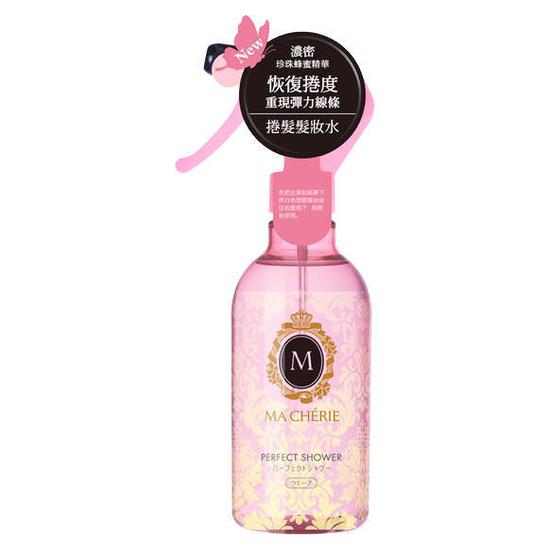 New
濃密
珍珠蜂蜜精華
恢復捲度
重現彈力線條
捲髮髮妝水
M
MA CHÉRIE
PERFECT SHOWER
パーフェクトシャワー
ウエーブ